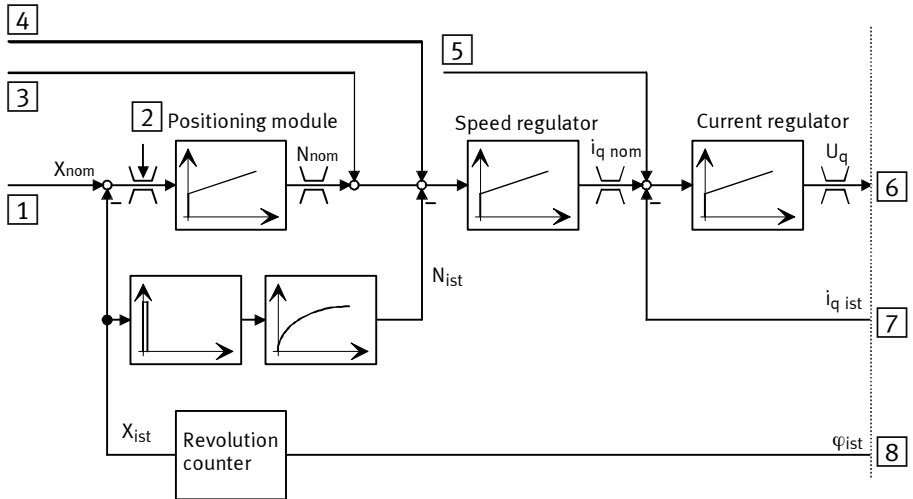 4
5
3
2
Positioning module
Speed regulator
Current regulator
Xnom
Nnom
iq nom
Uq
1
6
Nist
iq ist
7
Xist
Revolution
counter
φist
8